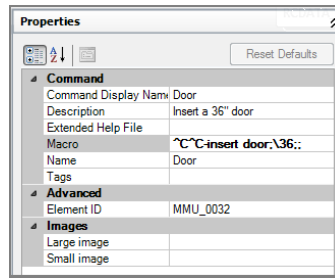 Properties
Reset Defaults
Command
Command Display Name Door
Description Insert a 36" door
Extended Help File
Macro ^C^C-insert door;\36;;
Name Door
Tags
Advanced
Element ID MMU_0032
Images
Large image
Small image